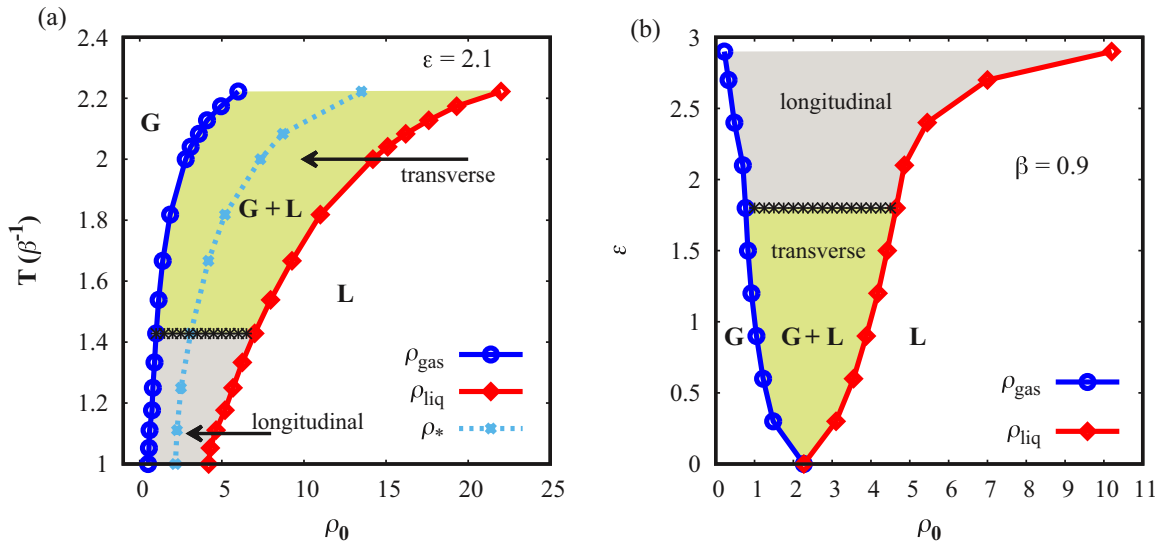 (a)
2.4
2.2
2
1.8
1.6
1.4
1.2
1
T (β⁻¹)
0
5
10
15
20
25
ρ₀
ε = 2.1
G
transverse
G + L
L
longitudinal
ρgas
ρliq
ρ*
(b)
3
2.5
2
1.5
1
0.5
0
ε
0
1
2
3
4
5
6
7
8
9
10
11
ρ₀
longitudinal
β = 0.9
transverse
G
G + L
L
ρgas
ρliq